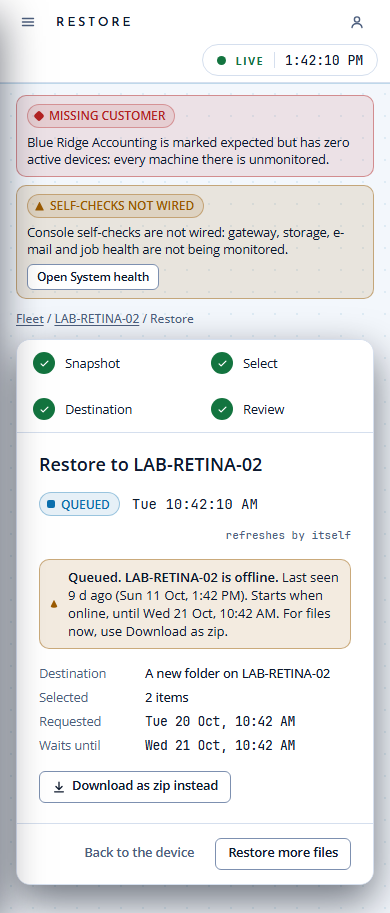 RESTORE
LIVE 1:42:10 PM
MISSING CUSTOMER
Blue Ridge Accounting is marked expected but has zero
active devices: every machine there is unmonitored.
SELF-CHECKS NOT WIRED
Console self-checks are not wired: gateway, storage, e-
mail and job health are not being monitored.
Open System health
Fleet / LAB-RETINA-02 / Restore
Snapshot
Select
Destination
Review
Restore to LAB-RETINA-02
QUEUED Tue 10:42:10 AM
refreshes by itself
Queued. LAB-RETINA-02 is offline. Last seen
9 d ago (Sun 11 Oct, 1:42 PM). Starts when
online, until Wed 21 Oct, 10:42 AM. For files
now, use Download as zip.
Destination A new folder on LAB-RETINA-02
Selected 2 items
Requested Tue 20 Oct, 10:42 AM
Waits until Wed 21 Oct, 10:42 AM
Download as zip instead
Back to the device
Restore more files